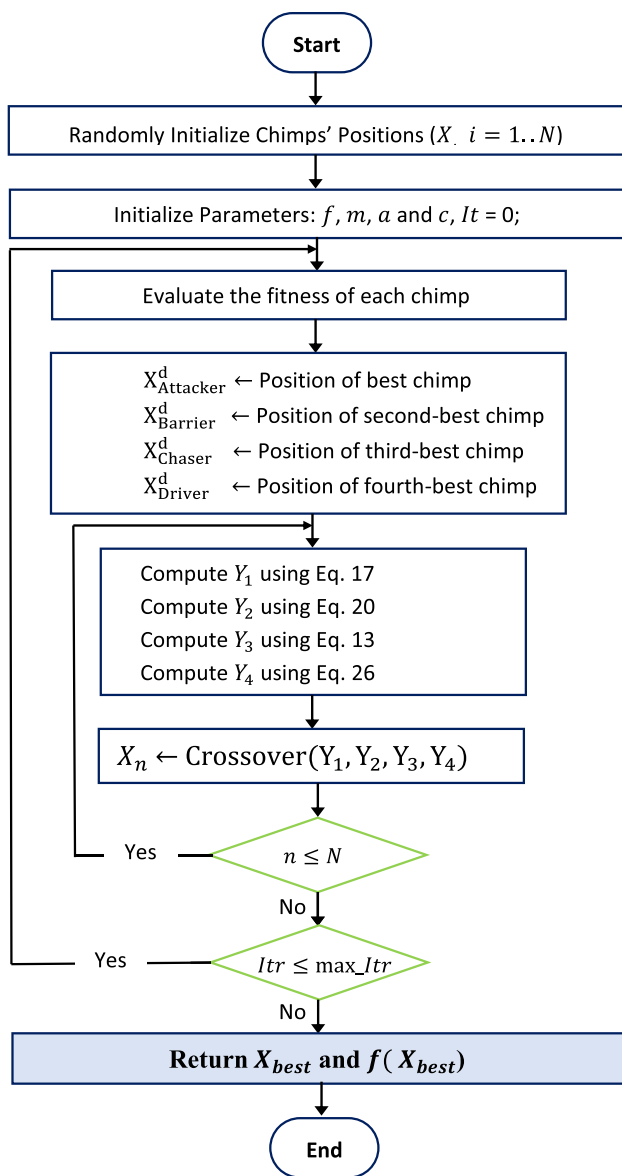 Start
Randomly Initialize Chimps’ Positions (X. i = 1..N)
Initialize Parameters: f, m, a and c, It = 0;
Evaluate the fitness of each chimp
X^d_Attacker ← Position of best chimp
X^d_Barrier ← Position of second-best chimp
X^d_Chaser ← Position of third-best chimp
X^d_Driver ← Position of fourth-best chimp
Compute Y_1 using Eq. 17
Compute Y_2 using Eq. 20
Compute Y_3 using Eq. 13
Compute Y_4 using Eq. 26
X_n ← Crossover(Y_1, Y_2, Y_3, Y_4)
Yes
n ≤ N
No
Yes
Itr ≤ max_Itr
No
Return X_best and f( X_best)
End